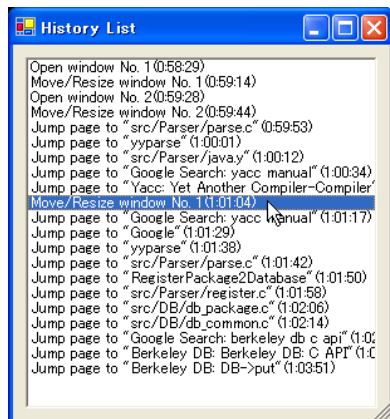 History List
Open window No. 1(0:58:29)
Move/Resize window No. 1(0:59:14)
Open window No. 2(0:59:28)
Move/Resize window No. 2(0:59:44)
Jump page to "src/Parser/parse.c"(0:59:53)
Jump page to "yyparse"(1:00:01)
Jump page to "src/Parser/java.y"(1:00:12)
Jump page to "Google Search: yacc manual"(1:00:34)
Jump page to "Yacc: Yet Another Compiler-Compiler"
Move/Resize window No. 1(1:01:04)
Jump page to "Google Search: yacc manual"(1:01:17)
Jump page to "Google"(1:01:29)
Jump page to "yyparse"(1:01:38)
Jump page to "src/Parser/parse.c"(1:01:42)
Jump page to "RegisterPackage2Database"(1:01:50)
Jump page to "src/Parser/register.c"(1:01:58)
Jump page to "src/DB/db_package.c"(1:02:06)
Jump page to "src/DB/db_common.c"(1:02:14)
Jump page to "Google Search: berkeley db c api"(1:02
Jump page to "Berkeley DB: Berkeley DB: C API"(1:0
Jump page to "Berkeley DB: DB->put"(1:03:51)